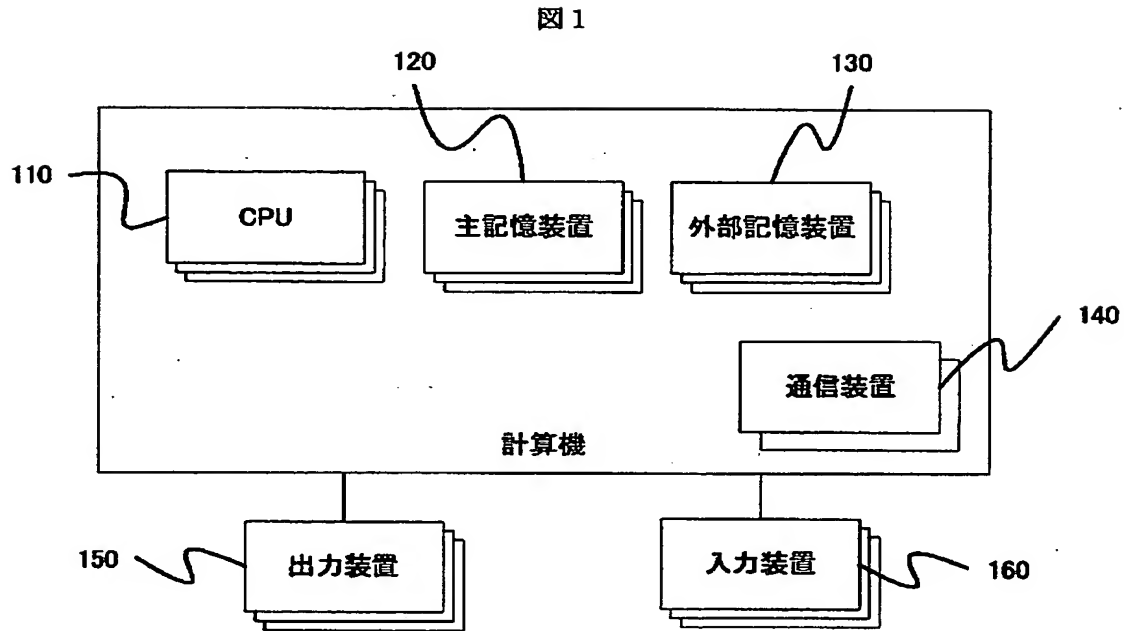 図1
120
130
110
CPU
主記憶装置
外部記憶装置
140
通信装置
計算機
150
出力装置
入力装置
160